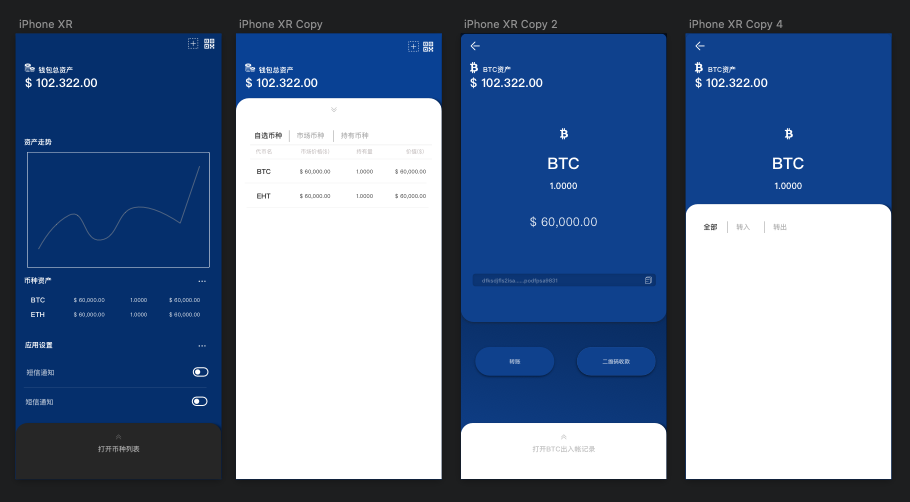 iPhone XR
钱包总资产
$ 102.322.00
资产走势
币种资产
BTC $ 60,000.00 1.0000 $ 60,000.00
ETH $ 60,000.00 1.0000 $ 60,000.00
应用设置
短信通知
短信通知
打开币种列表
iPhone XR Copy
钱包总资产
$ 102.322.00
自选币种 市场币种 持有币种
代币名 市场价值($) 所有量 价值($)
BTC $ 60,000.00 1.0000 $ 60,000.00
EHT $ 60,000.00 1.0000 $ 60,000.00
iPhone XR Copy 2
BTC资产
$ 102.322.00
BTC
1.0000
$ 60,000.00
转账 二维码收款
打开BTC出入账记录
iPhone XR Copy 4
BTC资产
$ 102.322.00
BTC
1.0000
全部 转入 转出